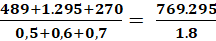 489+1.295+270 / 0,5+0,6+0,7 = 769.295 / 1.8